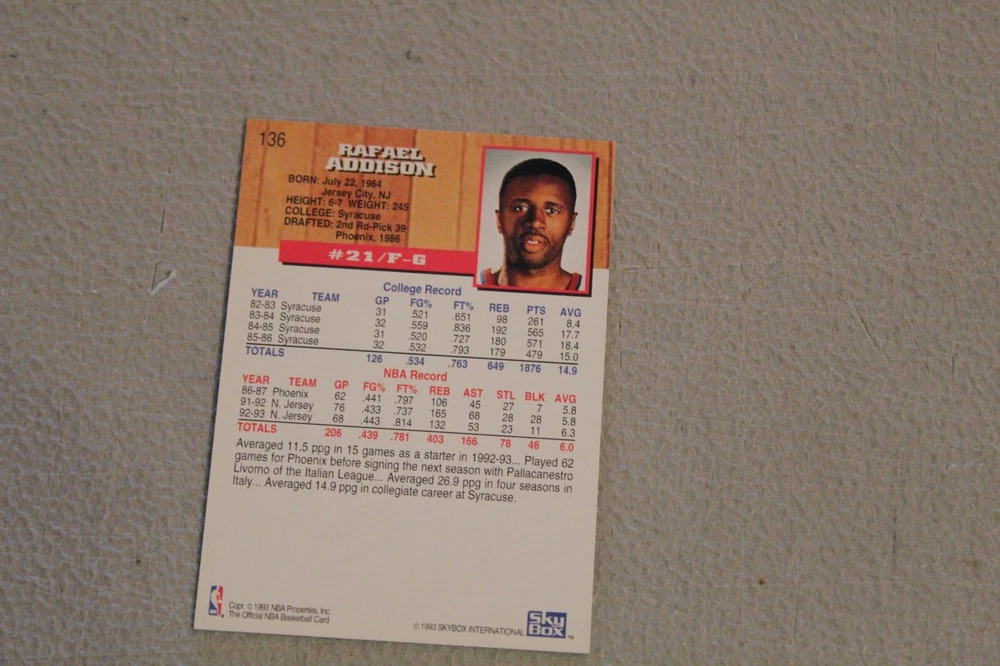 136
RAFAEL
ADDISON
BORN: July 22, 1964
Jersey City, NJ
HEIGHT: 6-7 WEIGHT: 245
COLLEGE: Syracuse
DRAFTED: 2nd Rd-Pick 39
Phoenix, 1986
#21/F-G
College Record
YEAR TEAM GP FG% FT% REB PTS AVG
82-83 Syracuse 31 .521 .651 98 261 8.4
83-84 Syracuse 32 .559 .836 192 565 17.7
84-85 Syracuse 31 .520 .727 180 571 18.4
85-86 Syracuse 32 .532 .793 179 479 15.0
TOTALS 126 .534 .763 649 1876 14.9
NBA Record
YEAR TEAM GP FG% FT% REB AST STL BLK AVG
86-87 Phoenix 62 .441 .797 106 45 27 7 5.8
91-92 N. Jersey 76 .433 .737 165 68 28 28 5.8
92-93 N. Jersey 68 .443 .814 132 53 23 11 6.3
TOTALS 206 .439 .781 403 166 78 46 6.0
Averaged 11.5 ppg in 15 games as a starter in 1992-93... Played 62
games for Phoenix before signing the next season with Pallacanestro
Livorno of the Italian League... Averaged 26.9 ppg in four seasons in
Italy... Averaged 14.9 ppg in collegiate career at Syracuse.
Copr. © 1993 NBA Properties, Inc.
The Official NBA Basketball Card
© 1993 SKYBOX INTERNATIONAL
Sky
Box™